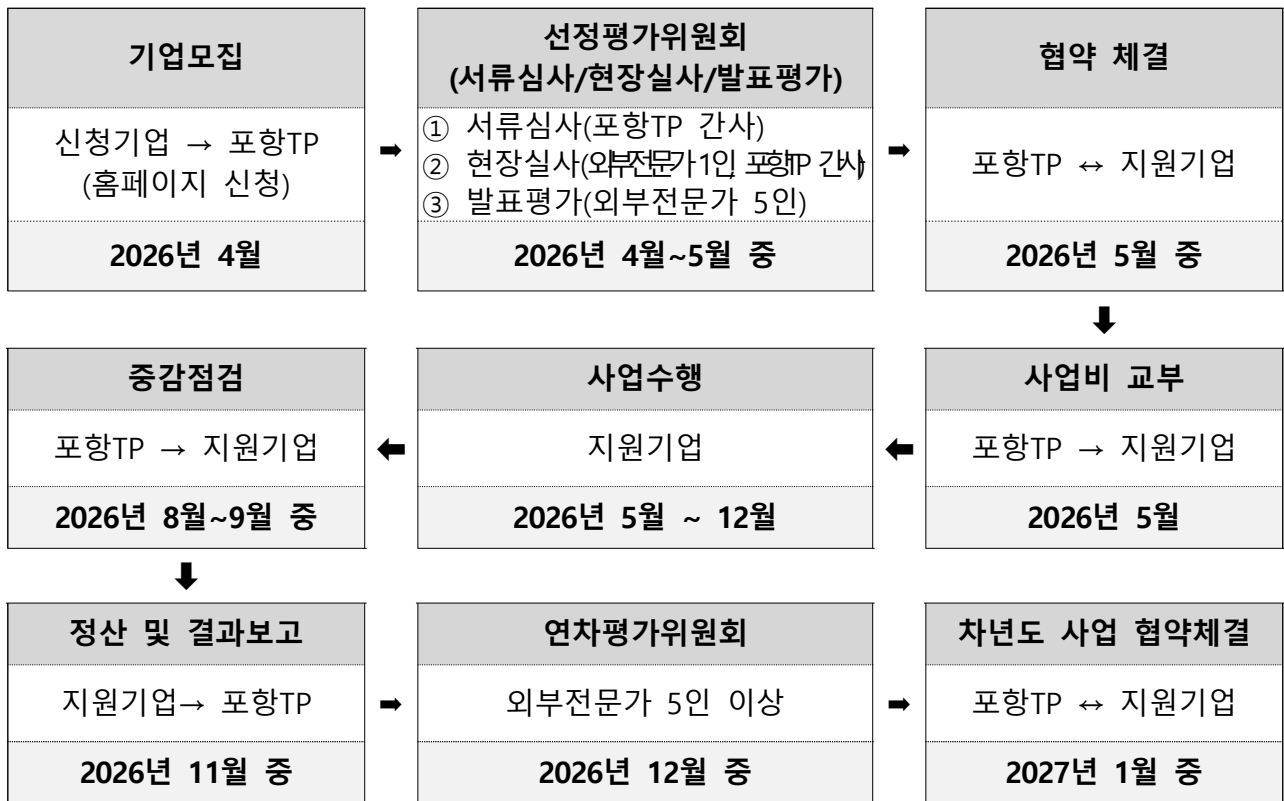 기업모집
신청기업 → 포항TP
(홈페이지 신청)
2026년 4월
➡
선정평가위원회
(서류심사/현장실사/발표평가)
① 서류심사(포항TP 간사)
② 현장실사(외부전문가1인, 포항TP 간사)
③ 발표평가(외부전문가 5인)
2026년 4월~5월 중
➡
협약 체결
포항TP ↔ 지원기업
2026년 5월 중
⬇
사업비 교부
포항TP → 지원기업
2026년 5월
⬅
사업수행
지원기업
2026년 5월 ~ 12월
⬅
중감점검
포항TP → 지원기업
2026년 8월~9월 중
⬇
정산 및 결과보고
지원기업→ 포항TP
2026년 11월 중
➡
연차평가위원회
외부전문가 5인 이상
2026년 12월 중
➡
차년도 사업 협약체결
포항TP ↔ 지원기업
2027년 1월 중